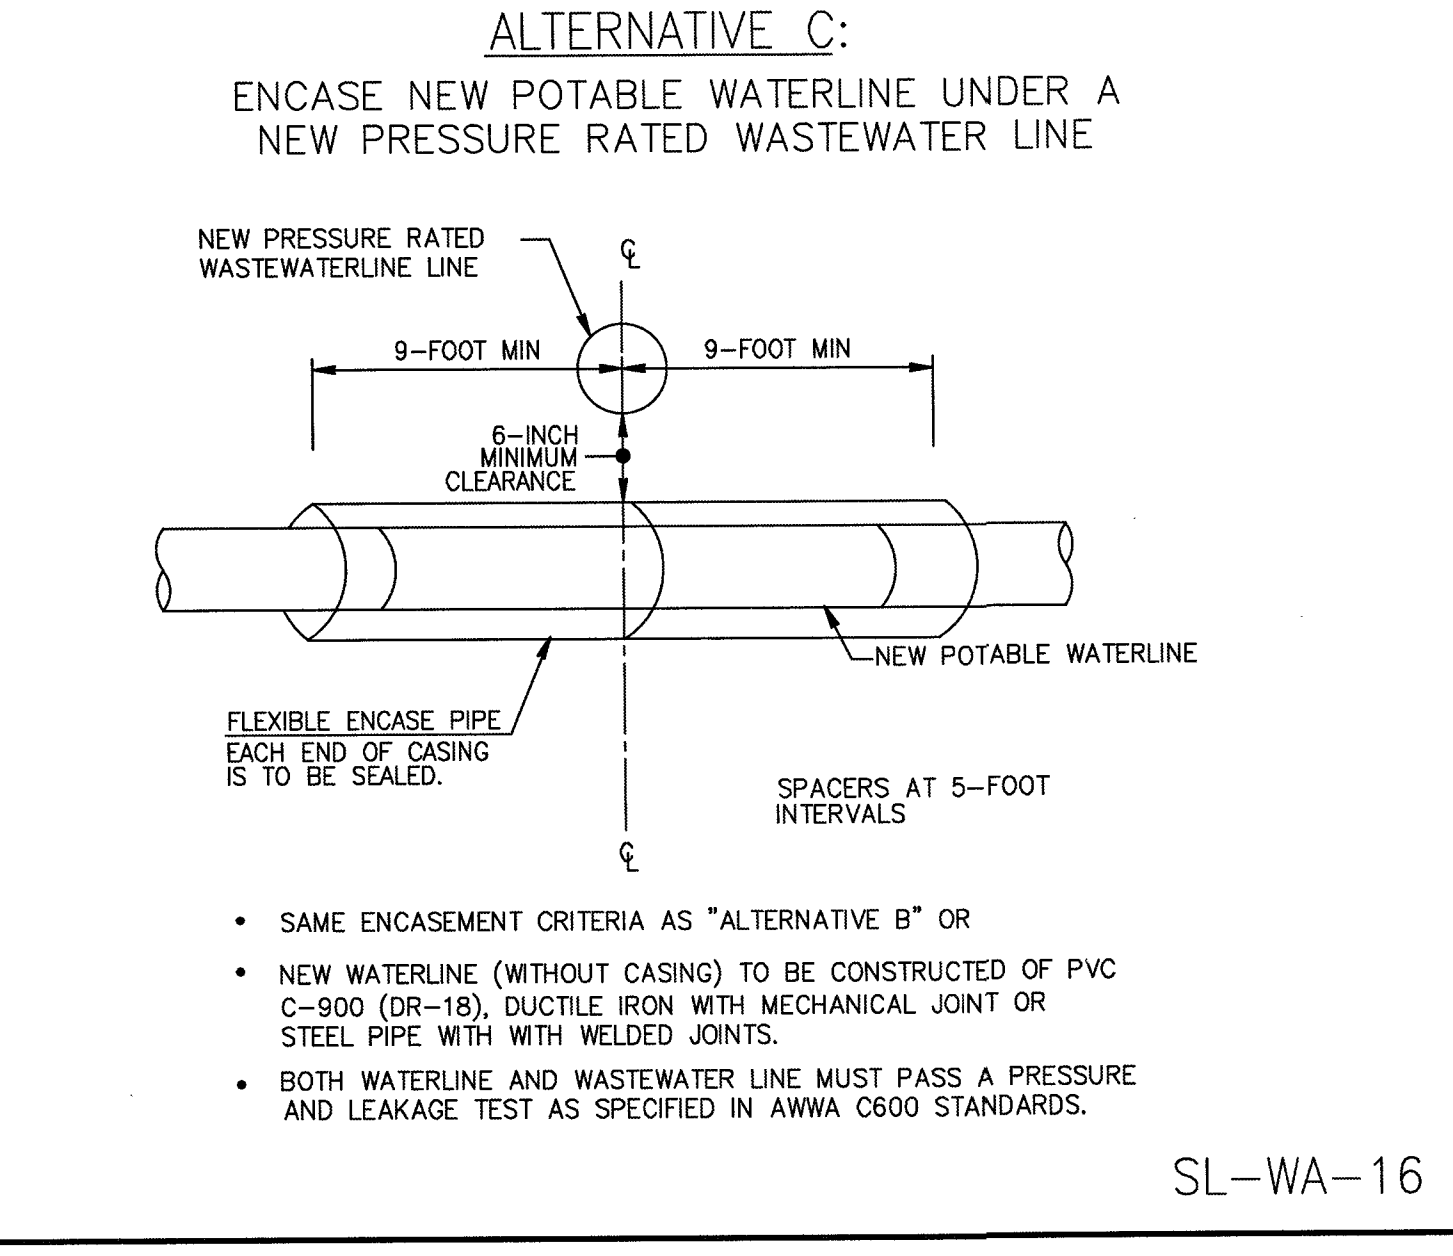 ALTERNATIVE C:
ENCASE NEW POTABLE WATERLINE UNDER A
NEW PRESSURE RATED WASTEWATER LINE
NEW PRESSURE RATED
WASTEWATERLINE LINE
℄
9-FOOT MIN
9-FOOT MIN
6-INCH
MINIMUM
CLEARANCE
NEW POTABLE WATERLINE
FLEXIBLE ENCASE PIPE
EACH END OF CASING
IS TO BE SEALED.
SPACERS AT 5-FOOT
INTERVALS
℄
• SAME ENCASEMENT CRITERIA AS "ALTERNATIVE B" OR
• NEW WATERLINE (WITHOUT CASING) TO BE CONSTRUCTED OF PVC
C-900 (DR-18), DUCTILE IRON WITH MECHANICAL JOINT OR
STEEL PIPE WITH WITH WELDED JOINTS.
• BOTH WATERLINE AND WASTEWATER LINE MUST PASS A PRESSURE
AND LEAKAGE TEST AS SPECIFIED IN AWWA C600 STANDARDS.
SL-WA-16